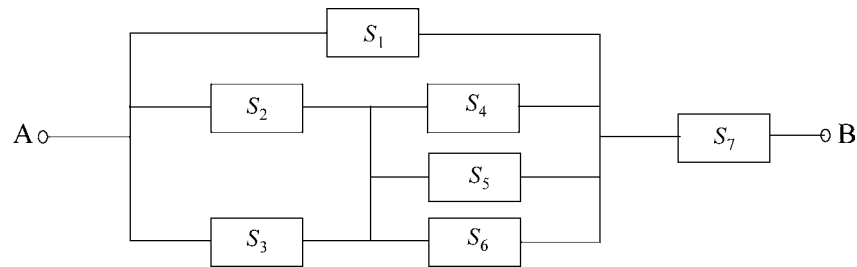 S₁
S₂ S₄
A S₇ B
S₅
S₃ S₆